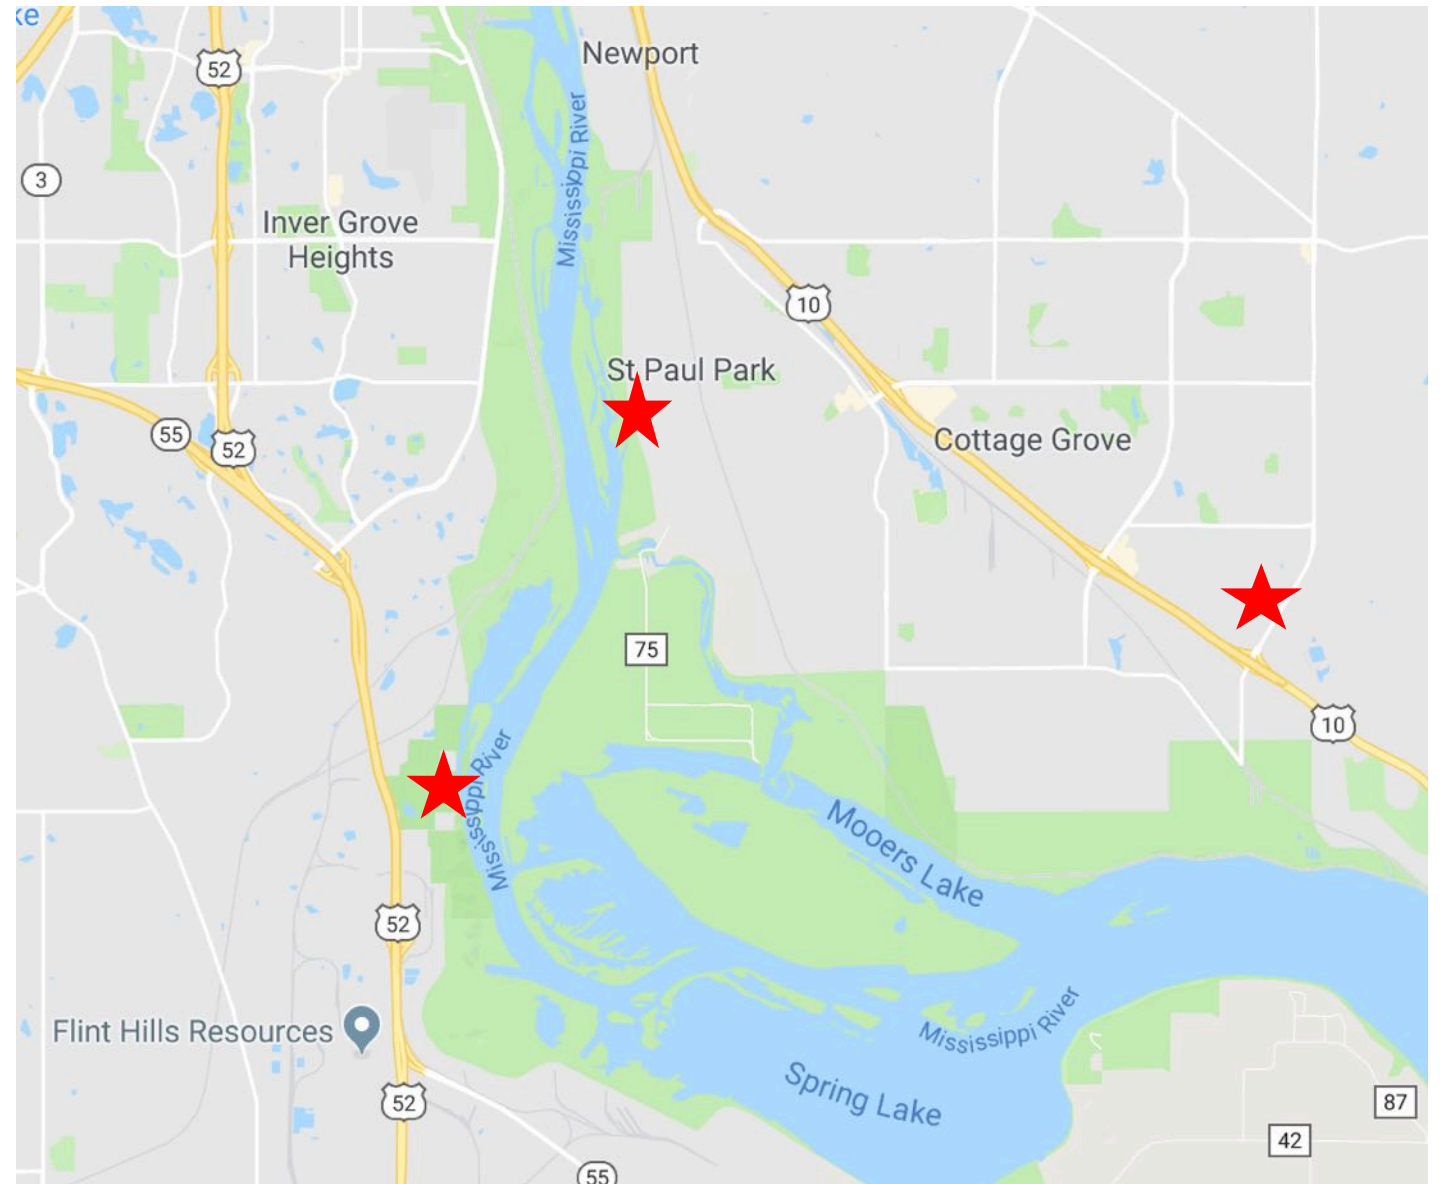 ke
Newport
52
Mississippi River
3
Inver Grove
Heights
10
St Paul Park
55
52
Cottage Grove
75
10
Mississippi River
Mooers Lake
52
Mississippi River
Flint Hills Resources
Spring Lake
52
87
42
55